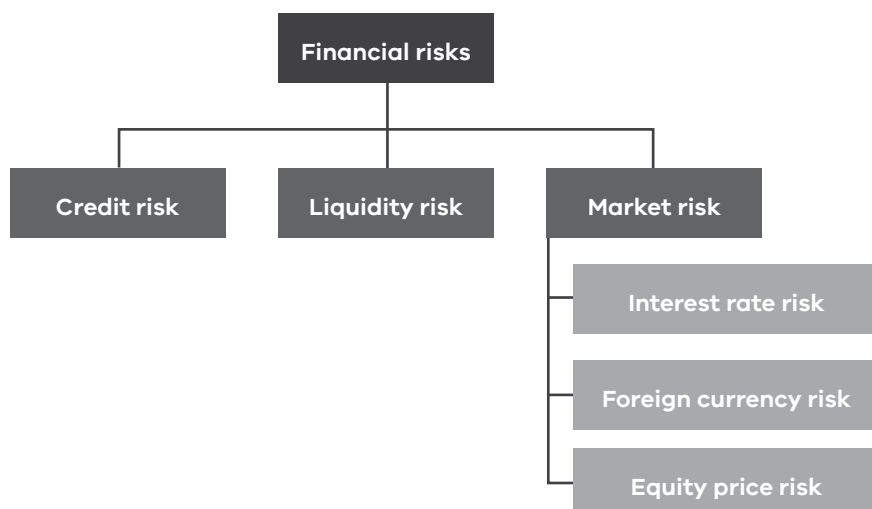 Financial risks
Credit risk
Liquidity risk
Market risk
Interest rate risk
Foreign currency risk
Equity price risk